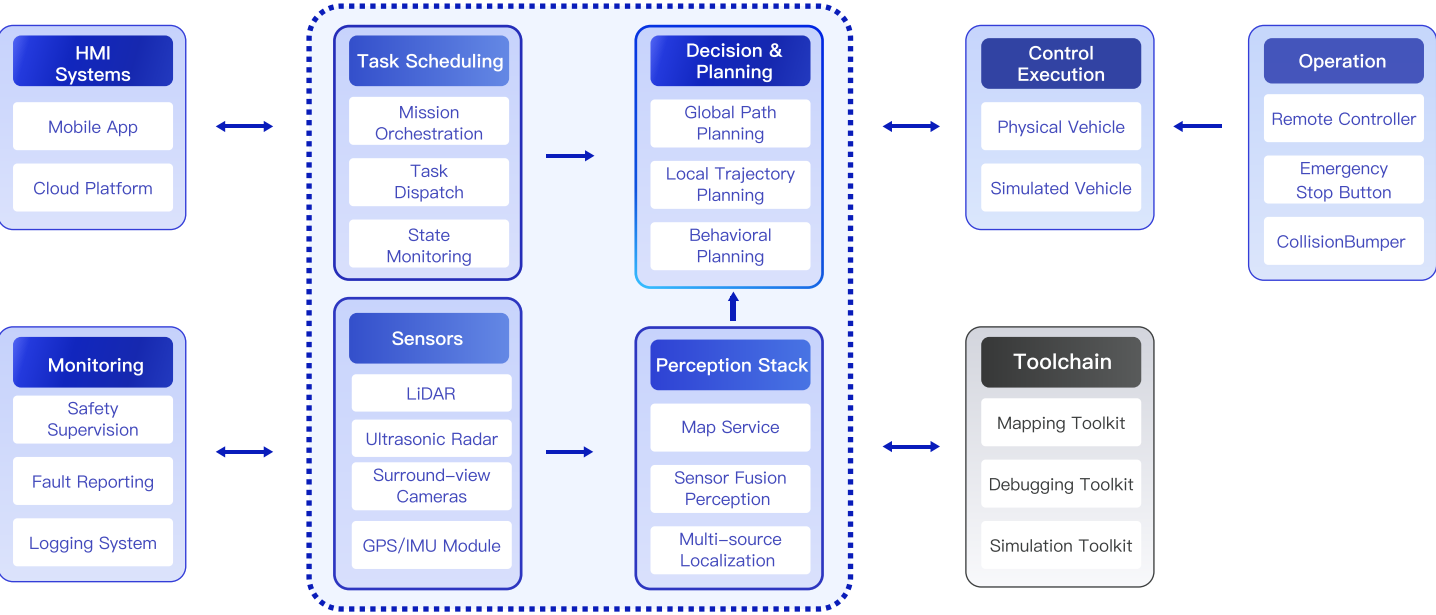 HMI
Systems
Mobile App
Cloud Platform
Monitoring
Safety
Supervision
Fault Reporting
Logging System
Task Scheduling
Mission
Orchestration
Task
Dispatch
State
Monitoring
Sensors
LiDAR
Ultrasonic Radar
Surround-view
Cameras
GPS/IMU Module
Decision &
Planning
Global Path
Planning
Local Trajectory
Planning
Behavioral
Planning
Perception Stack
Map Service
Sensor Fusion
Perception
Multi-source
Localization
Control
Execution
Physical Vehicle
Simulated Vehicle
Toolchain
Mapping Toolkit
Debugging Toolkit
Simulation Toolkit
Operation
Remote Controller
Emergency
Stop Button
CollisionBumper